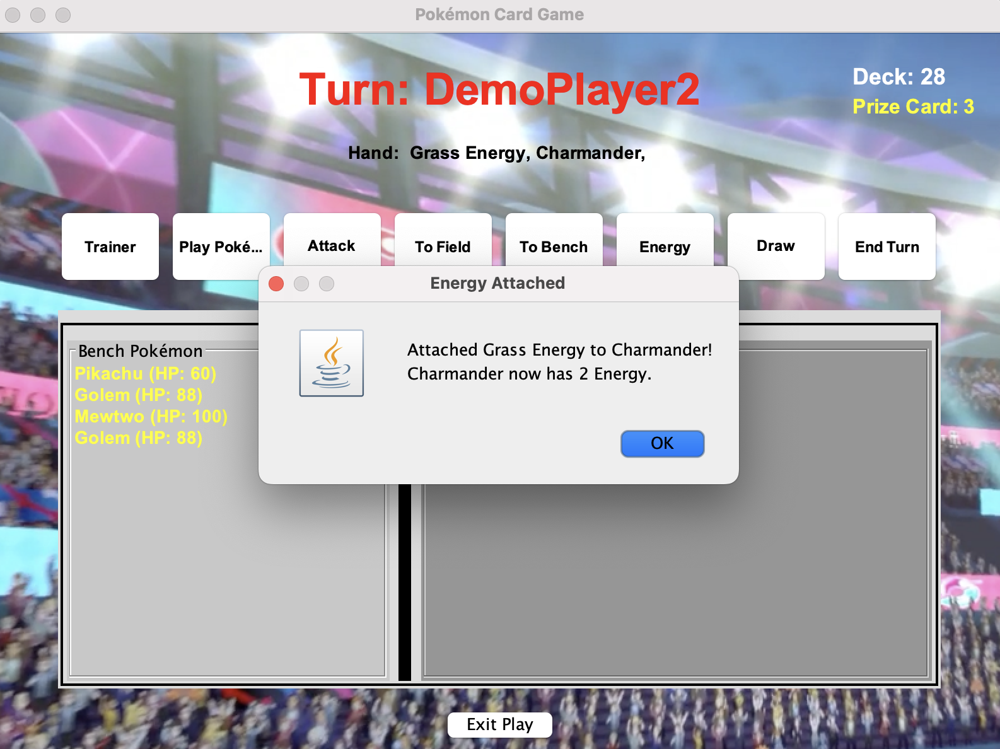 Pokémon Card Game
Turn: DemoPlayer2
Deck: 28
Prize Card: 3
Hand:  Grass Energy, Charmander,
Trainer
Play Poké...
Attack
To Field
To Bench
Energy
Draw
End Turn
Energy Attached
Attached Grass Energy to Charmander!
Charmander now has 2 Energy.
OK
Bench Pokémon
Pikachu (HP: 60)
Golem (HP: 88)
Mewtwo (HP: 100)
Golem (HP: 88)
Exit Play